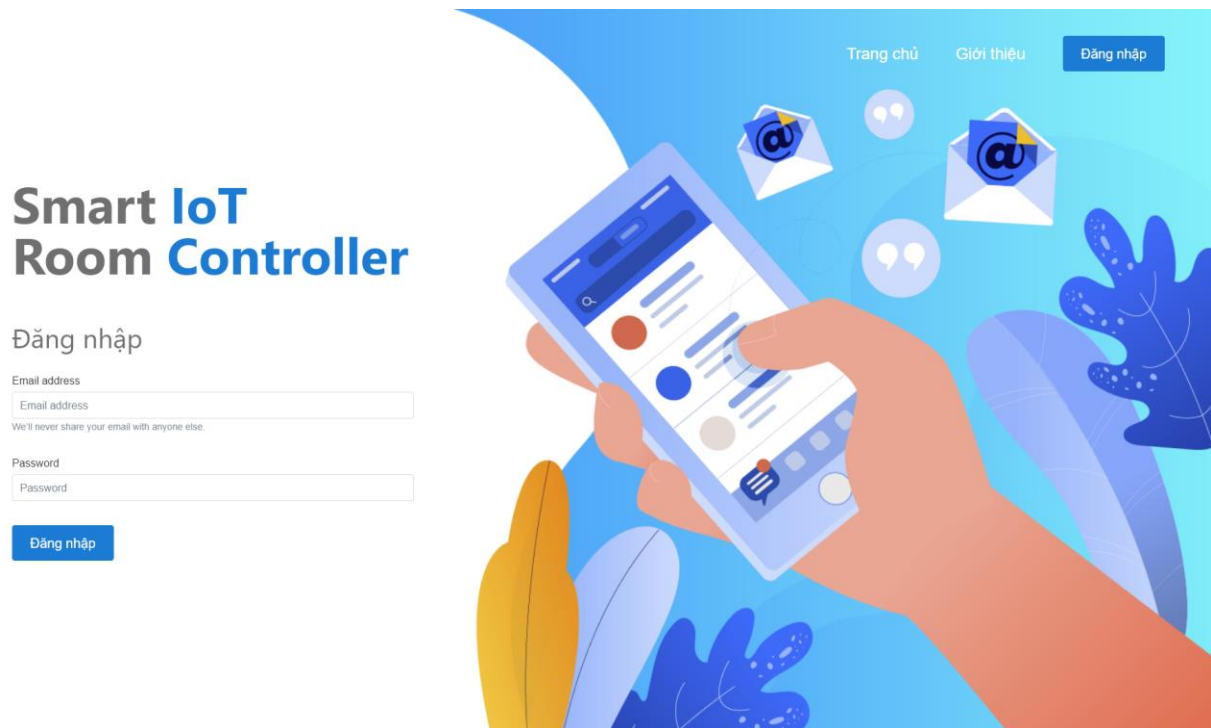 Trang chủ
Giới thiệu
Đăng nhập
Smart IoT
Room Controller
Đăng nhập
Email address
Email address
We'll never share your email with anyone else.
Password
Password
Đăng nhập